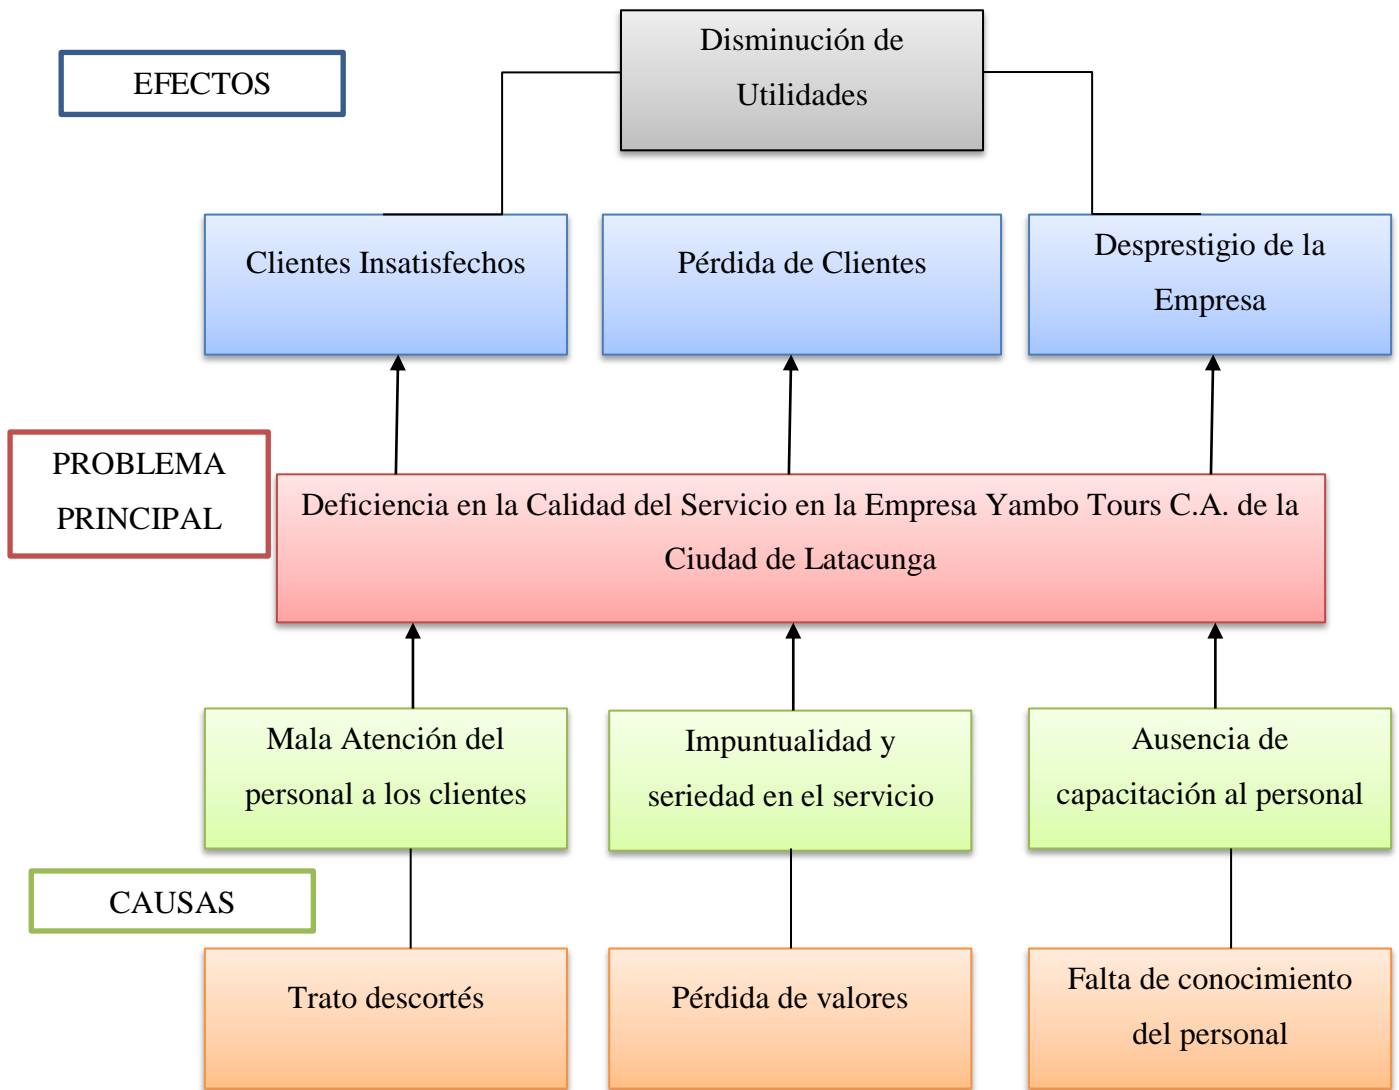 Disminución de
Utilidades
EFECTOS
Clientes Insatisfechos
Pérdida de Clientes
Desprestigio de la
Empresa
PROBLEMA
PRINCIPAL
Deficiencia en la Calidad del Servicio en la Empresa Yambo Tours C.A. de la
Ciudad de Latacunga
Mala Atención del
personal a los clientes
Impuntualidad y
seriedad en el servicio
Ausencia de
capacitación al personal
CAUSAS
Trato descortés
Pérdida de valores
Falta de conocimiento
del personal